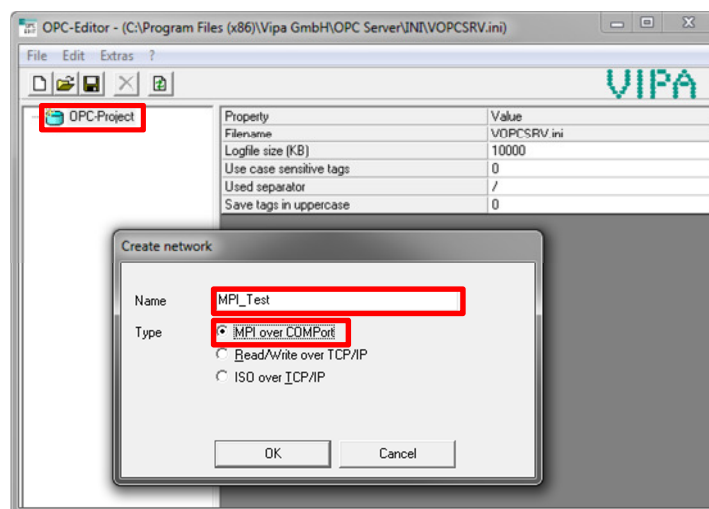 OPC-Editor - (C:\Program Files (x86)\Vipa GmbH\OPC Server\INI\VOPCSRV.ini)
File Edit Extras ?
VIPA
OPC-Project
Property Value
Filename VOPCSRV.ini
Logfile size (KB) 10000
Use case sensitive tags 0
Used separator /
Save tags in uppercase 0
Create network
Name MPI_Test
Type MPI over COMPort
Read/Write over TCP/IP
ISO over TCP/IP
OK Cancel